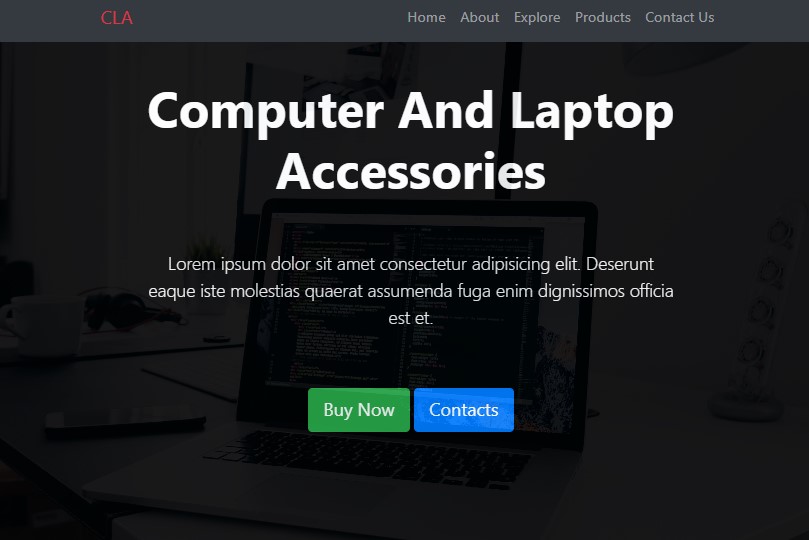 CLA
Home About Explore Products Contact Us
Computer And Laptop
Accessories
Lorem ipsum dolor sit amet consectetur adipisicing elit. Deserunt
eaque iste molestias quaerat assumenda fuga enim dignissimos officia
est et.
Buy Now Contacts